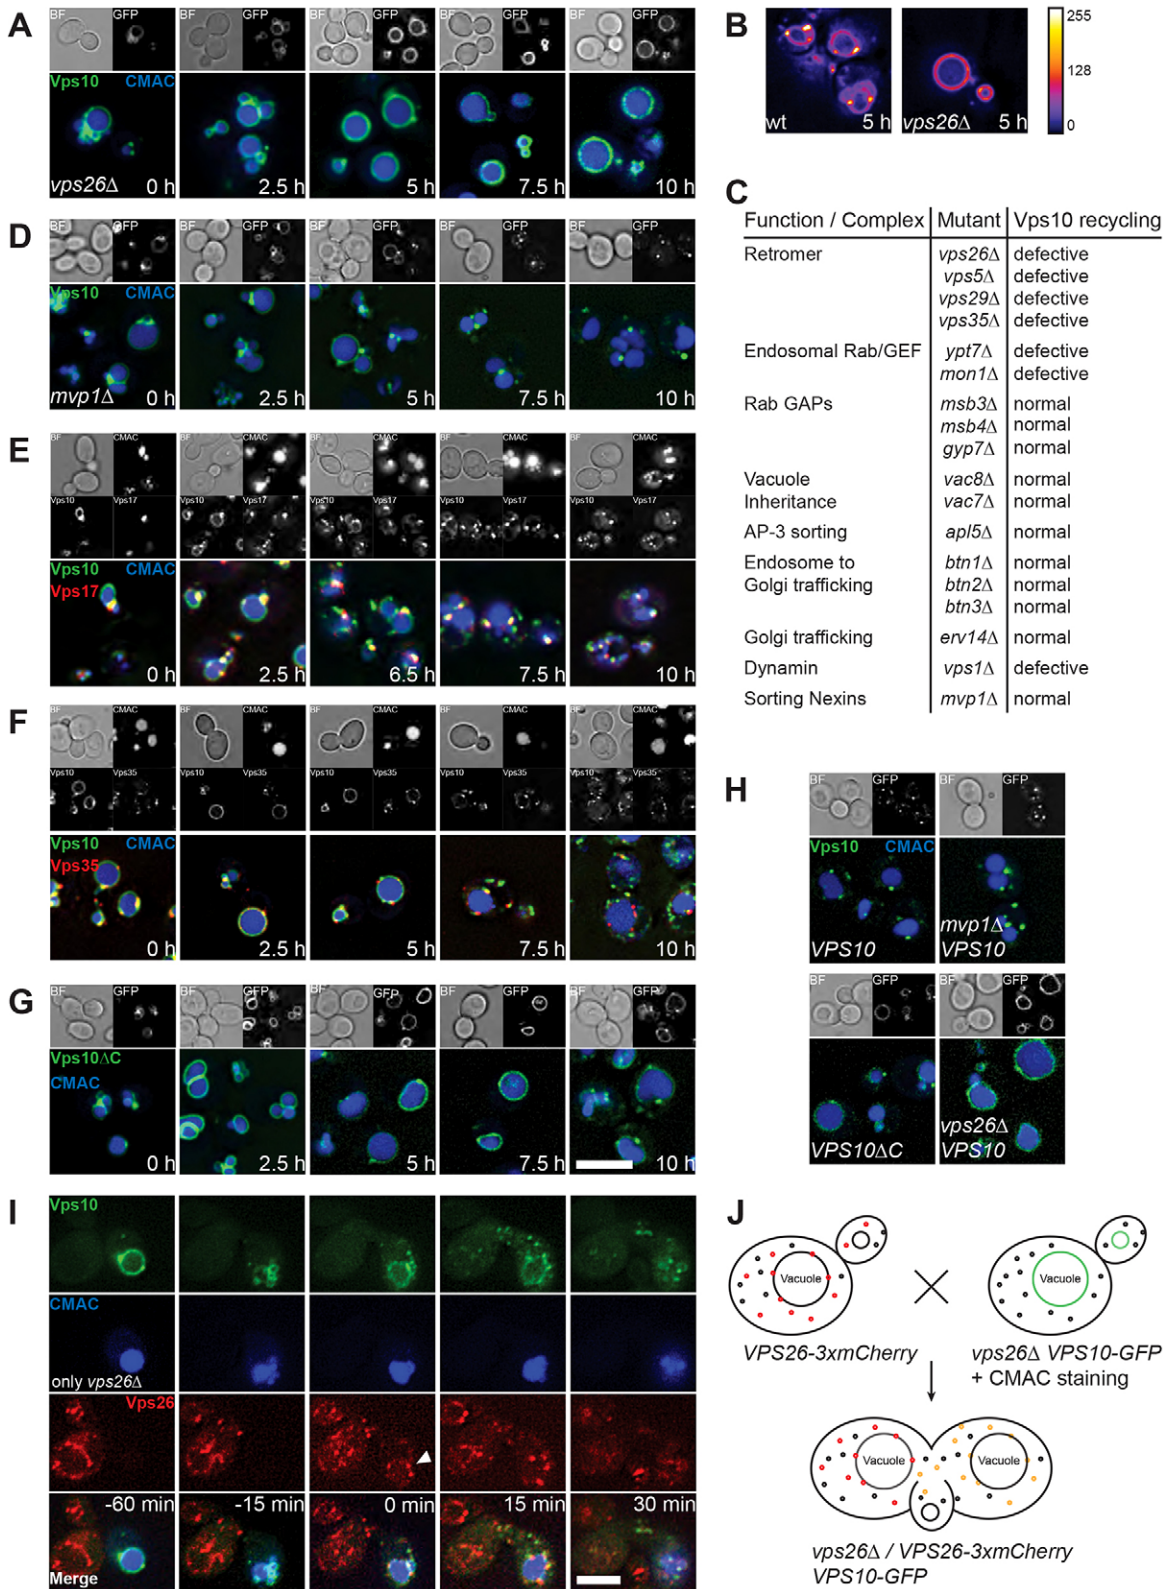 A
BF GFP BF GFP BF GFP BF GFP BF GFP
Vps10 CMAC
vps26Δ 0 h 2.5 h 5 h 7.5 h 10 h
B
wt 5 h vps26Δ 5 h
255
128
0
C
Function / Complex Mutant Vps10 recycling
Retromer vps26Δ defective
vps5Δ defective
vps29Δ defective
vps35Δ defective
Endosomal Rab/GEF ypt7Δ defective
mon1Δ defective
Rab GAPs msb3Δ normal
msb4Δ normal
gyp7Δ normal
Vacuole vac8Δ normal
Inheritance vac7Δ normal
AP-3 sorting apl5Δ normal
Endosome to btn1Δ normal
Golgi trafficking btn2Δ normal
btn3Δ normal
Golgi trafficking erv14Δ normal
Dynamin vps1Δ defective
Sorting Nexins mvp1Δ normal
D
BF GFP BF GFP BF GFP BF GFP BF GFP
Vps10 CMAC
mvp1Δ 0 h 2.5 h 5 h 7.5 h 10 h
E
BF CMAC BF CMAC BF CMAC BF CMAC BF CMAC
Vps10 Vps17 Vps10 Vps17 Vps10 Vps17 Vps10 Vps17 Vps10 Vps17
Vps10 CMAC
Vps17
0 h 2.5 h 6.5 h 7.5 h 10 h
F
BF CMAC BF CMAC BF CMAC BF CMAC BF CMAC
Vps10 Vps35 Vps10 Vps35 Vps10 Vps35 Vps10 Vps35 Vps10 Vps35
Vps10 CMAC
Vps35
0 h 2.5 h 5 h 7.5 h 10 h
G
BF GFP BF GFP BF GFP BF GFP BF GFP
Vps10ΔC
CMAC
0 h 2.5 h 5 h 7.5 h 10 h
H
BF GFP BF GFP
Vps10 CMAC
VPS10
mvp1Δ
VPS10
BF GFP BF GFP
VPS10ΔC
vps26Δ
VPS10
I
Vps10
CMAC
only vps26Δ
Vps26
-60 min -15 min 0 min 15 min 30 min
Merge
J
Vacuole Vacuole
VPS26-3xmCherry
vps26Δ VPS10-GFP
+ CMAC staining
Vacuole Vacuole
vps26Δ / VPS26-3xmCherry
VPS10-GFP